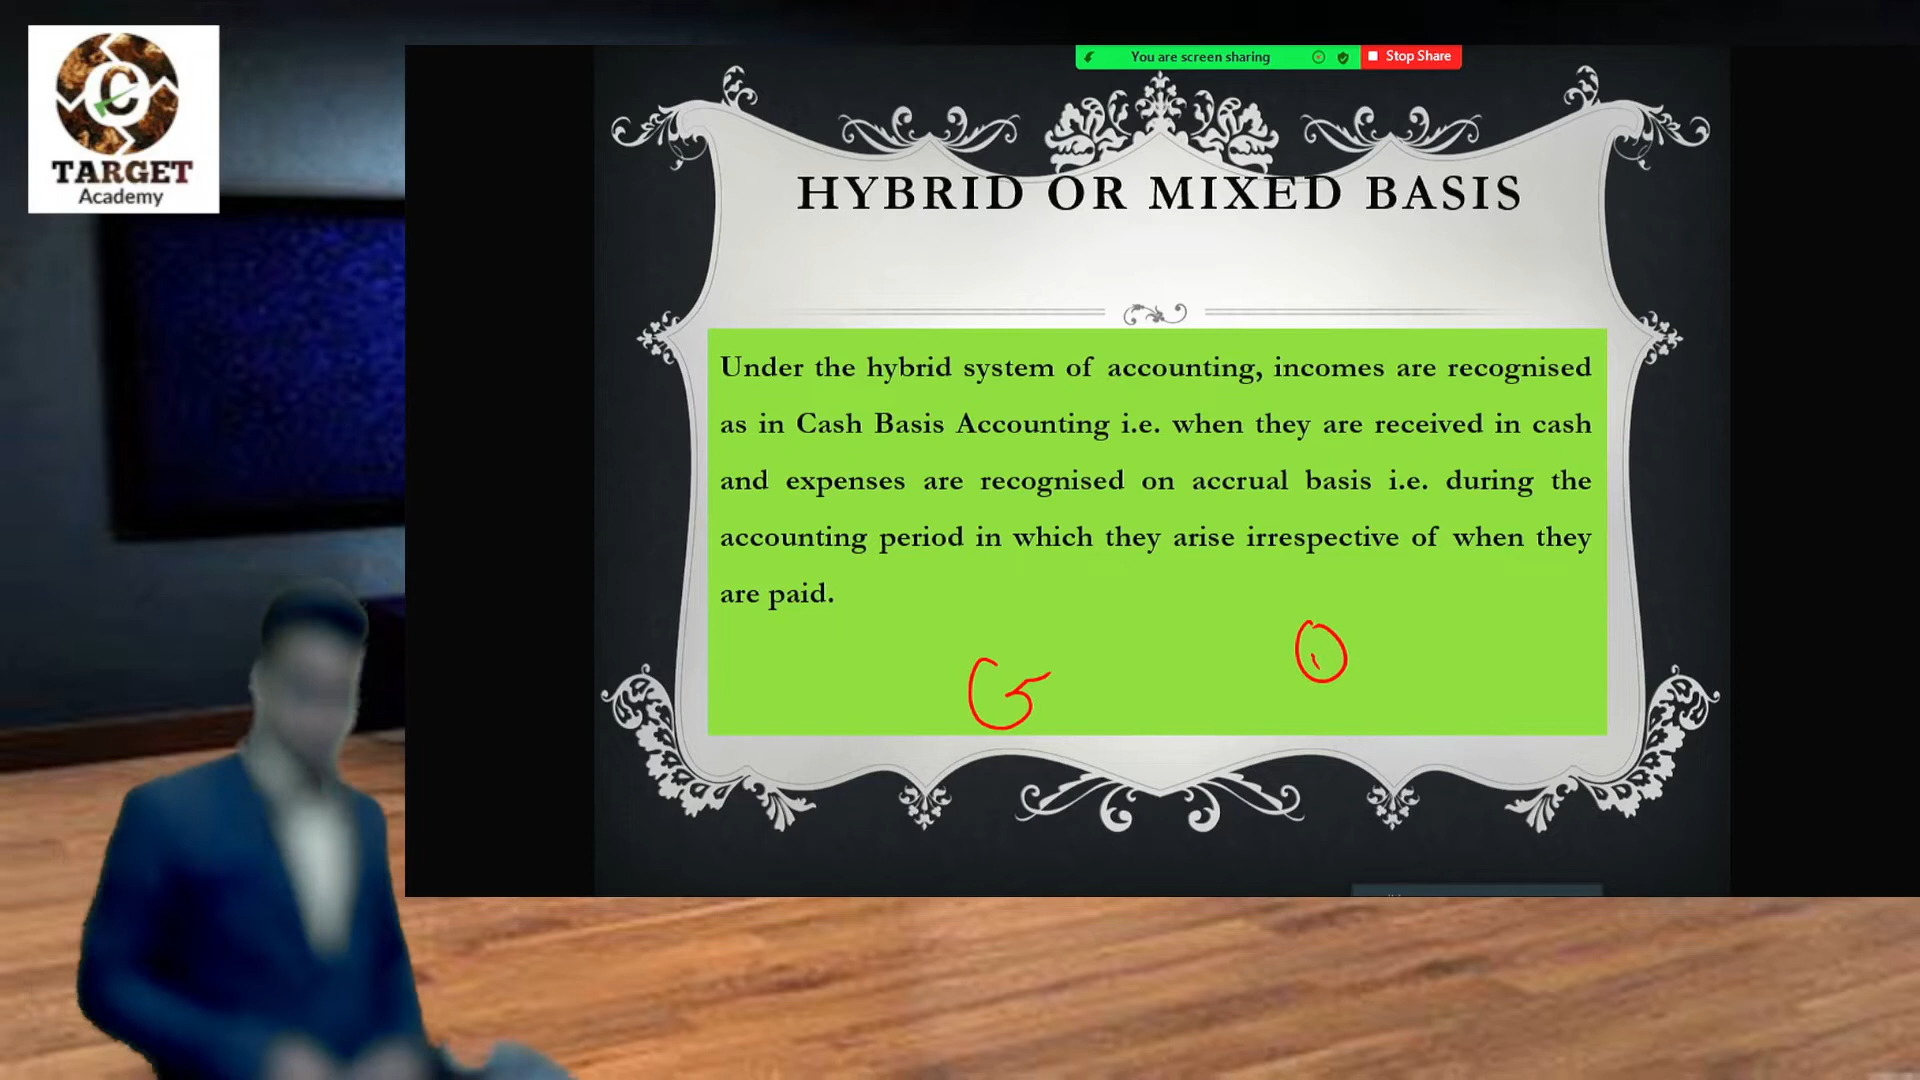 TARGET
Academy
You are screen sharing
Stop Share
HYBRID OR MIXED BASIS
Under the hybrid system of accounting, incomes are recognised
as in Cash Basis Accounting i.e. when they are received in cash
and expenses are recognised on accrual basis i.e. during the
accounting period in which they arise irrespective of when they
are paid.